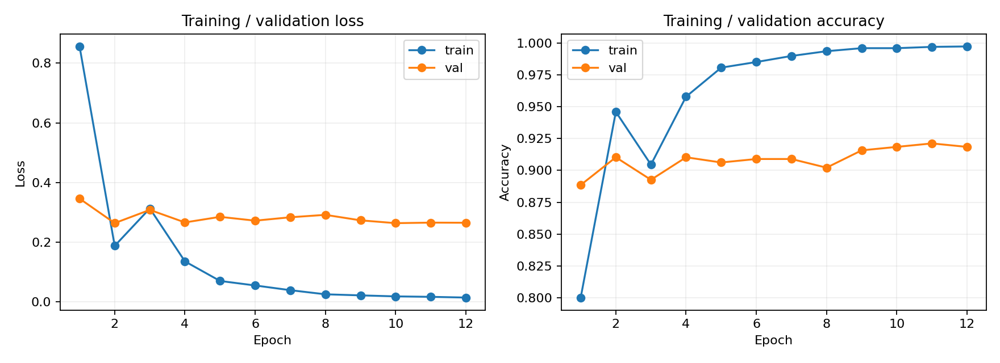 Training / validation loss
train
val
0.8
0.6
0.4
0.2
0.0
Loss
2 4 6 8 10 12
Epoch
Training / validation accuracy
train
val
1.000
0.975
0.950
0.925
0.900
0.875
0.850
0.825
0.800
Accuracy
2 4 6 8 10 12
Epoch